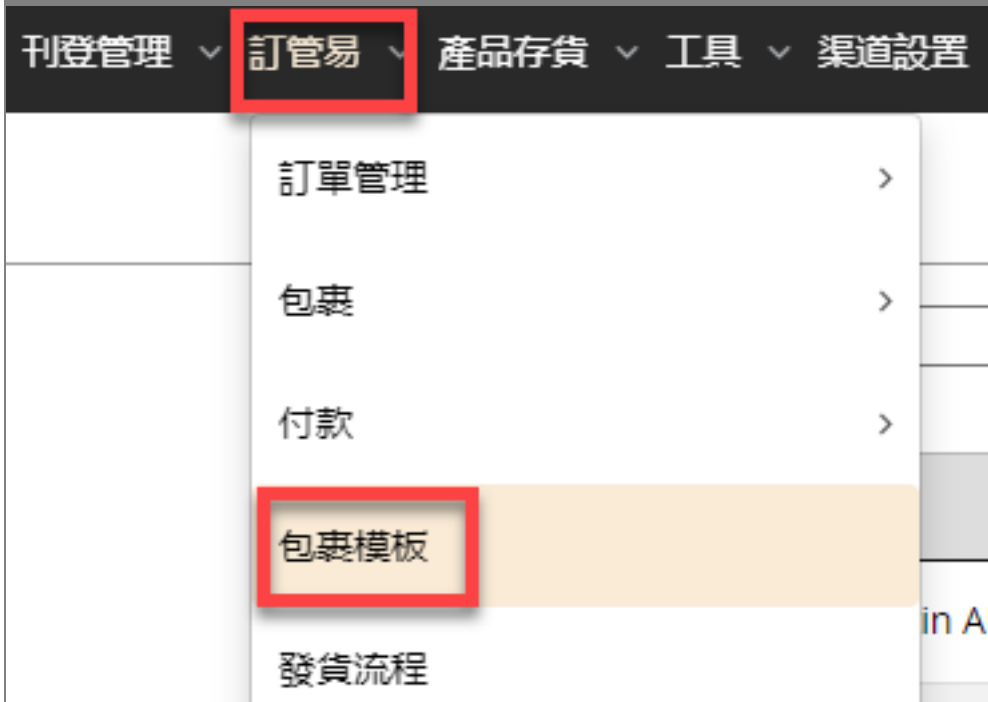 刊登管理 訂管易 產品存貨 工具 渠道設置
訂單管理
包裹
付款
包裹模板
in A
發貨流程